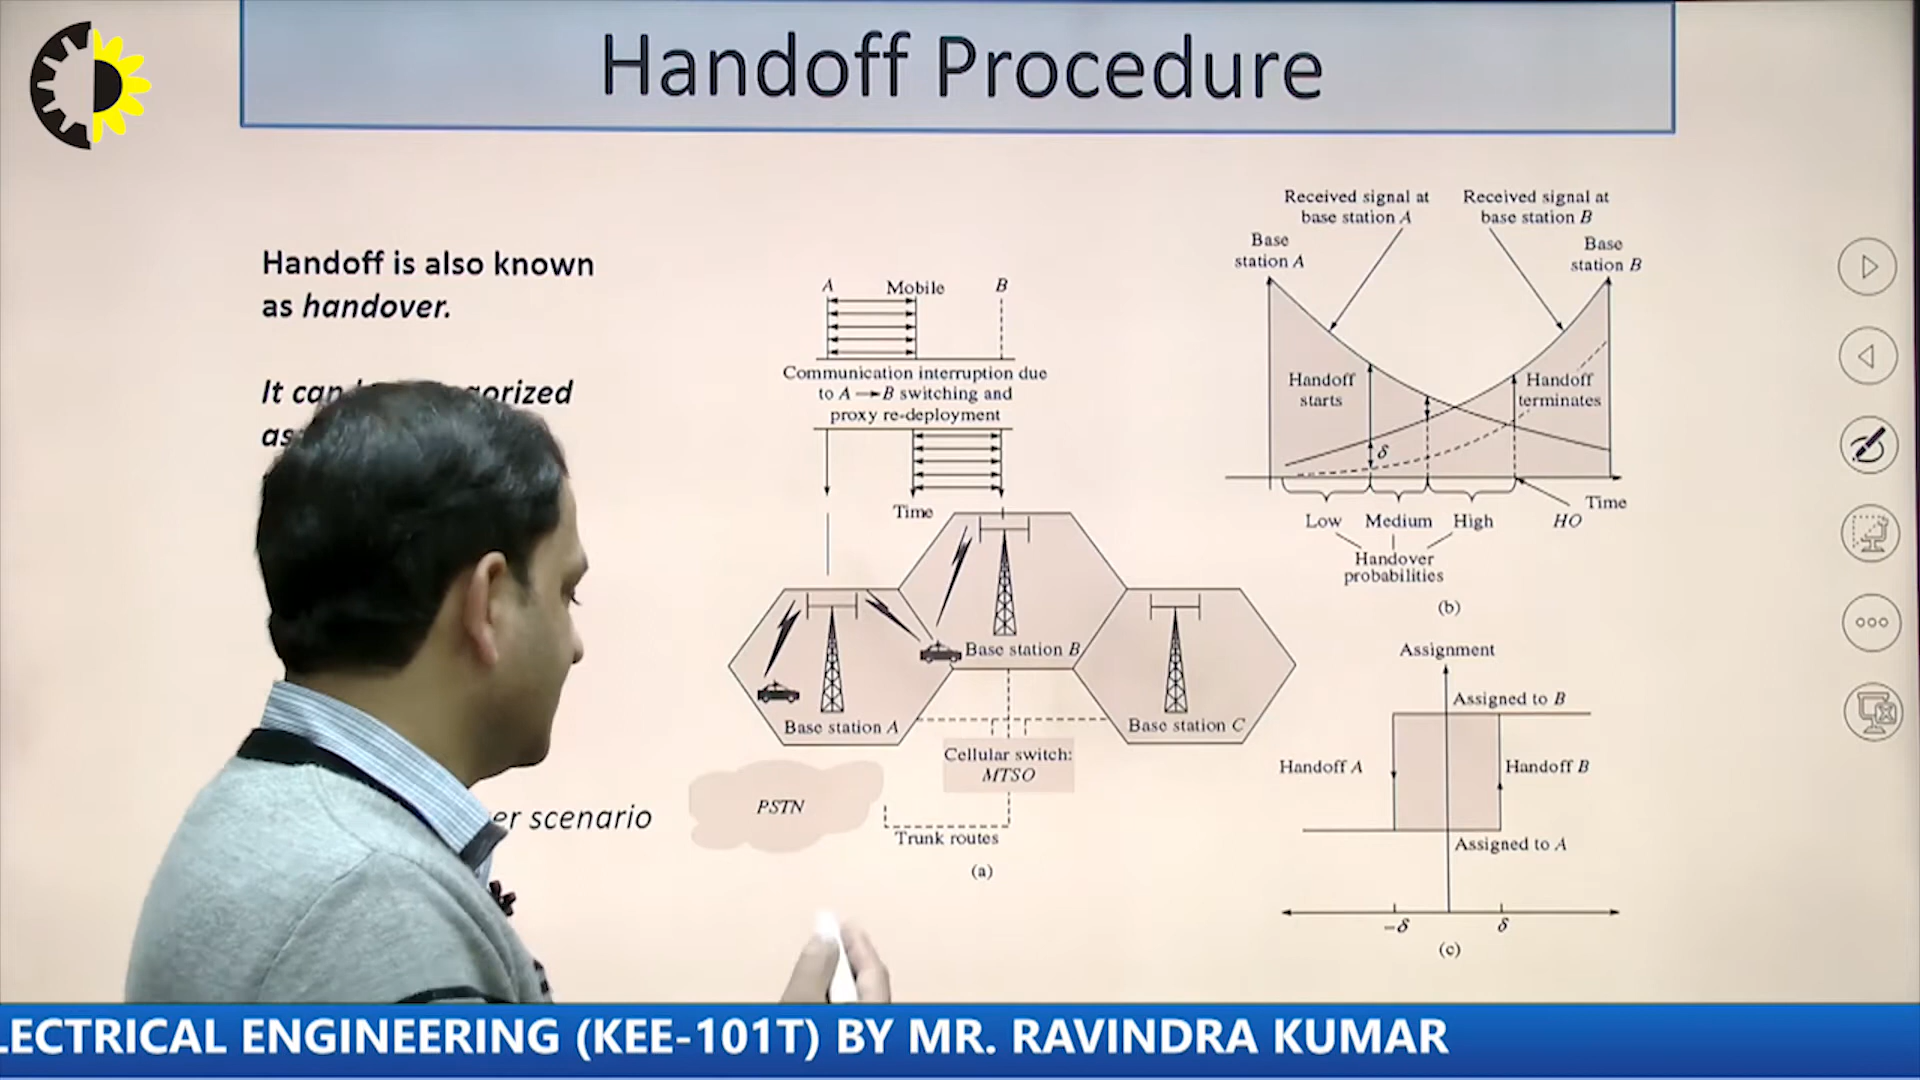 Handoff Procedure
Handoff is also known
as handover.
It can
orized
er scenario
A Mobile B
Communication interruption due
to A → B switching and
proxy re-deployment
Time
Base station B
Base station A
Base station C
Cellular switch:
MTSO
PSTN
Trunk routes
(a)
Received signal at
base station A
Received signal at
base station B
Base
station A
Base
station B
Handoff
starts
Handoff
terminates
δ
Time
Low Medium High HO
Handover
probabilities
(b)
Assignment
Assigned to B
Handoff A
Handoff B
Assigned to A
-δ δ
(c)
LECTRICAL ENGINEERING (KEE-101T) BY MR. RAVINDRA KUMAR